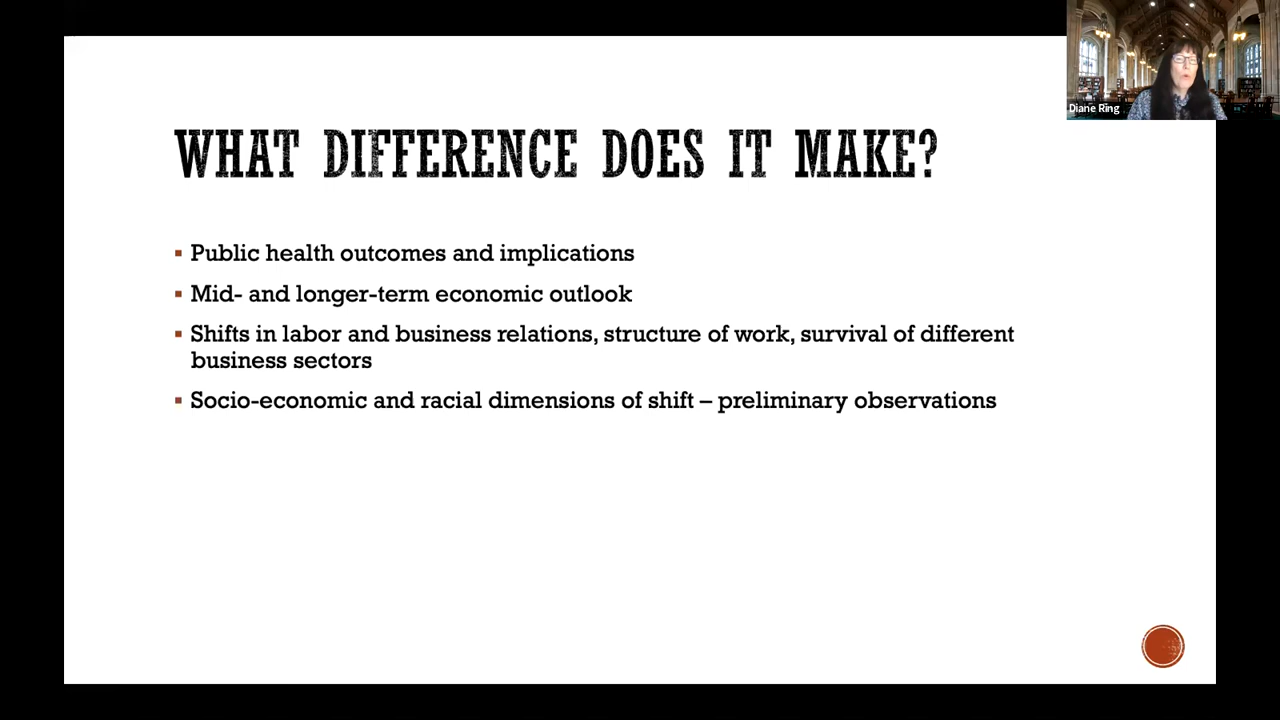 Diane Ring
WHAT DIFFERENCE DOES IT MAKE?
▪ Public health outcomes and implications
▪ Mid- and longer-term economic outlook
▪ Shifts in labor and business relations, structure of work, survival of different
business sectors
▪ Socio-economic and racial dimensions of shift – preliminary observations